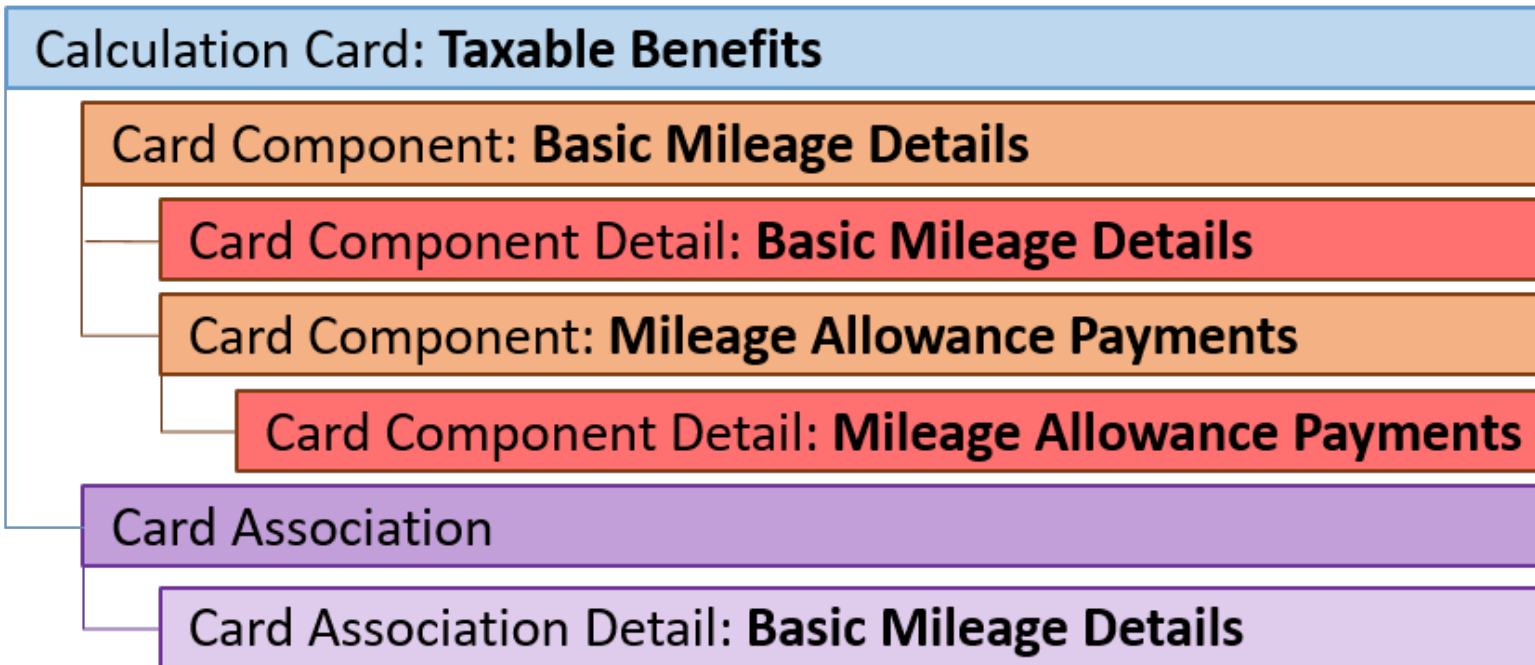 Calculation Card: Taxable Benefits
Card Component: Basic Mileage Details
Card Component Detail: Basic Mileage Details
Card Component: Mileage Allowance Payments
Card Component Detail: Mileage Allowance Payments
Card Association
Card Association Detail: Basic Mileage Details